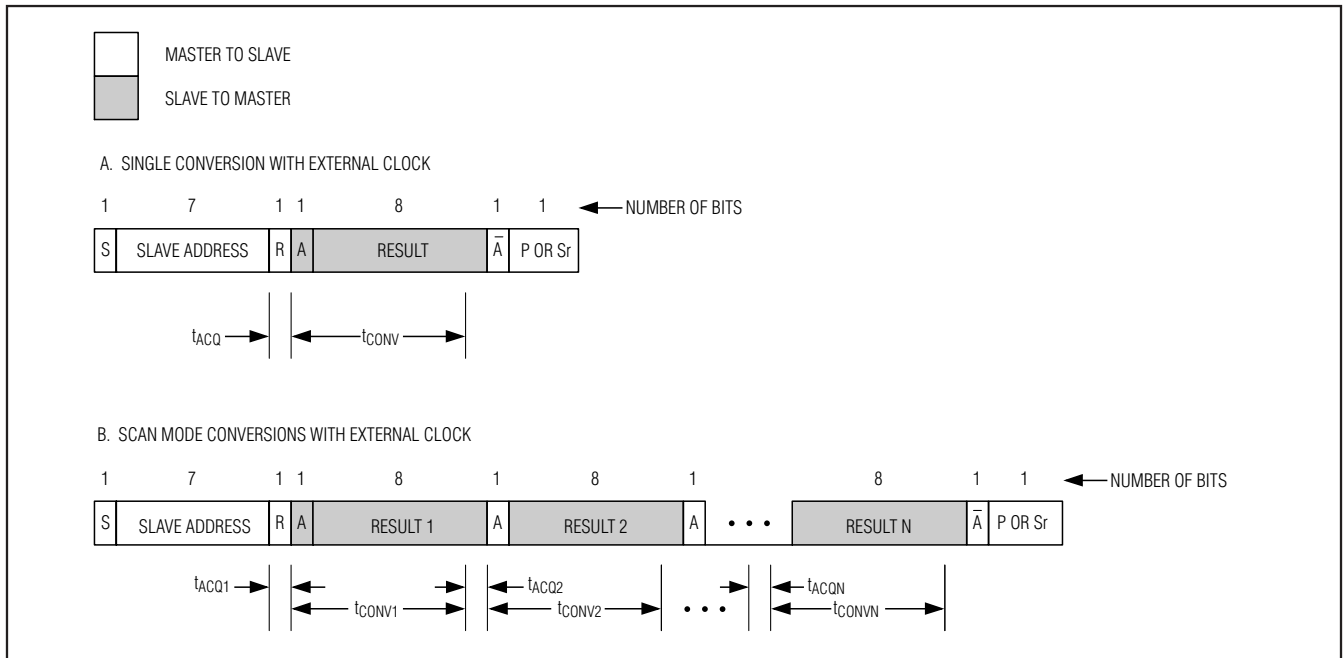 MASTER TO SLAVE
SLAVE TO MASTER
A. SINGLE CONVERSION WITH EXTERNAL CLOCK
1 7 1 1 8 1 1 NUMBER OF BITS
S SLAVE ADDRESS R A RESULT A̅ P OR Sr
tACQ tCONV
B. SCAN MODE CONVERSIONS WITH EXTERNAL CLOCK
1 7 1 1 8 1 8 1 8 1 1 NUMBER OF BITS
S SLAVE ADDRESS R A RESULT 1 A RESULT 2 A • • • RESULT N A̅ P OR Sr
tACQ1 tACQ2 tACQN
tCONV1 tCONV2 • • • tCONVN